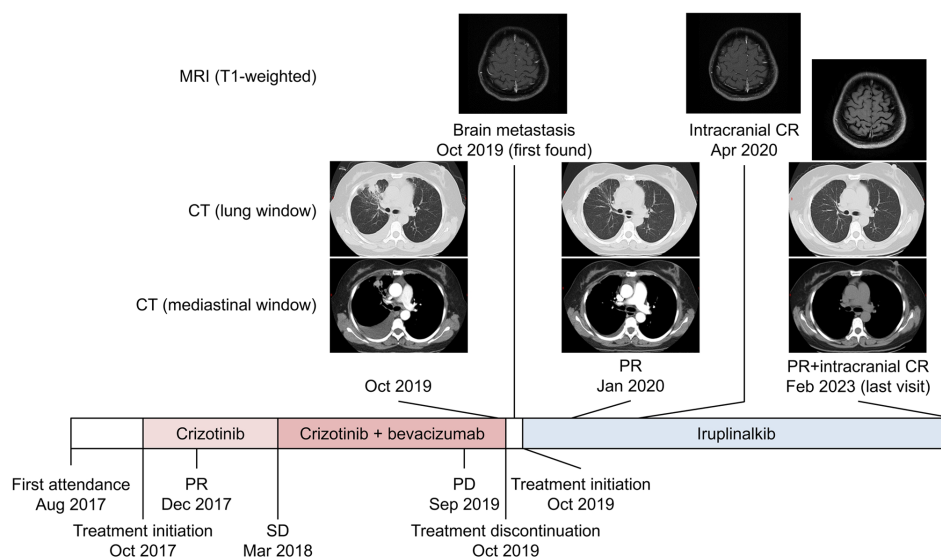 MRI (T1-weighted)
Brain metastasis
Oct 2019 (first found)
Intracranial CR
Apr 2020
CT (lung window)
CT (mediastinal window)
Oct 2019
PR
Jan 2020
PR+intracranial CR
Feb 2023 (last visit)
Crizotinib
Crizotinib + bevacizumab
Iruplinalkib
First attendance
Aug 2017
Treatment initiation
Oct 2017
PR
Dec 2017
SD
Mar 2018
PD
Sep 2019
Treatment discontinuation
Oct 2019
Treatment initiation
Oct 2019